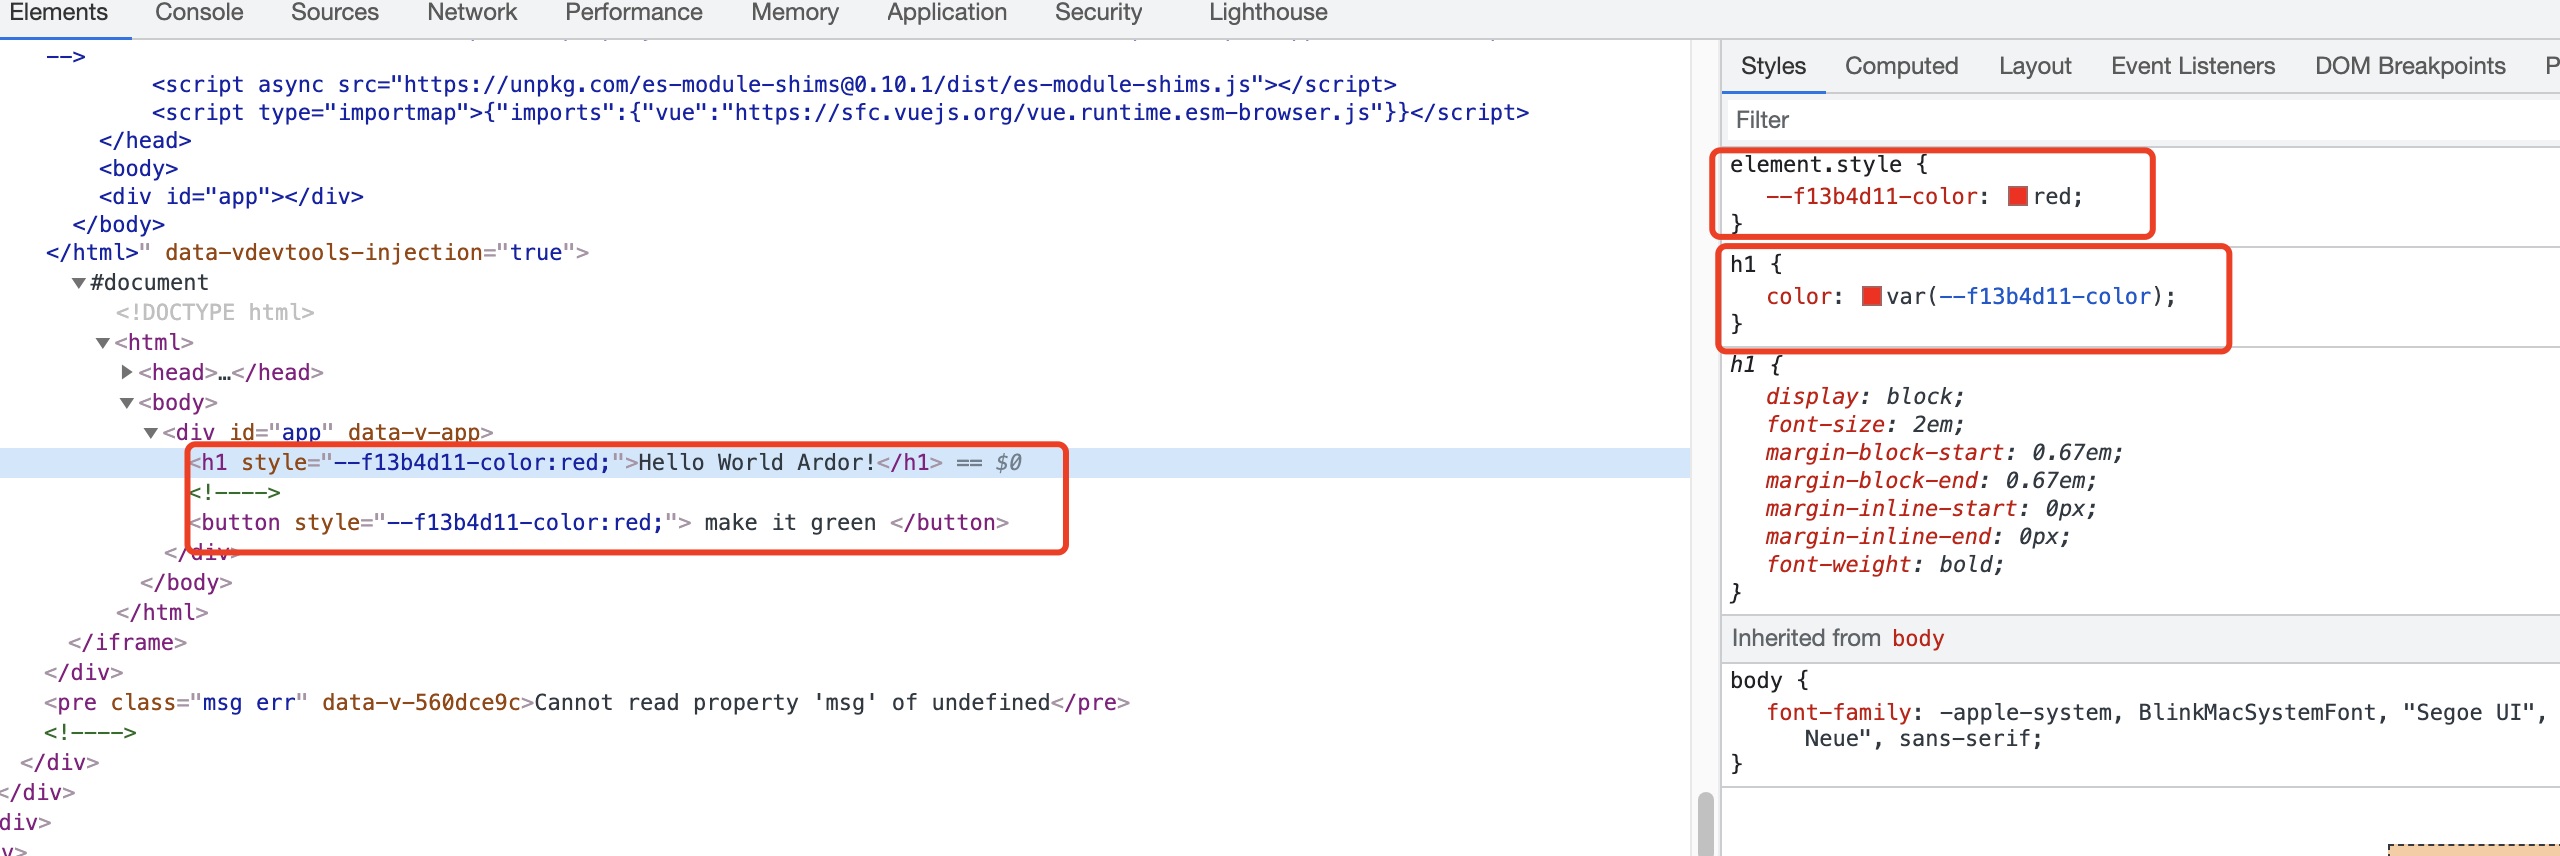 Elements Console Sources Network Performance Memory Application Security Lighthouse
-->
<script async src="https://unpkg.com/es-module-shims@0.10.1/dist/es-module-shims.js"></script>
<script type="importmap">{"imports":{"vue":"https://sfc.vuejs.org/vue.runtime.esm-browser.js"}}</script>
</head>
<body>
<div id="app"></div>
</body>
</html>" data-vdevtools-injection="true">
#document
<!DOCTYPE html>
<html>
<head>…</head>
<body>
<div id="app" data-v-app>
<h1 style="--f13b4d11-color:red;">Hello World Ardor!</h1> == $0
<!---->
<button style="--f13b4d11-color:red;"> make it green </button>
</div>
</body>
</html>
</iframe>
</div>
<pre class="msg err" data-v-560dce9c>Cannot read property 'msg' of undefined</pre>
<!---->
</div>
</div>
div>
v>
Styles Computed Layout Event Listeners DOM Breakpoints P
Filter
element.style {
--f13b4d11-color: red;
}
h1 {
color: var(--f13b4d11-color);
}
h1 {
display: block;
font-size: 2em;
margin-block-start: 0.67em;
margin-block-end: 0.67em;
margin-inline-start: 0px;
margin-inline-end: 0px;
font-weight: bold;
}
Inherited from body
body {
font-family: -apple-system, BlinkMacSystemFont, "Segoe UI",
Neue", sans-serif;
}